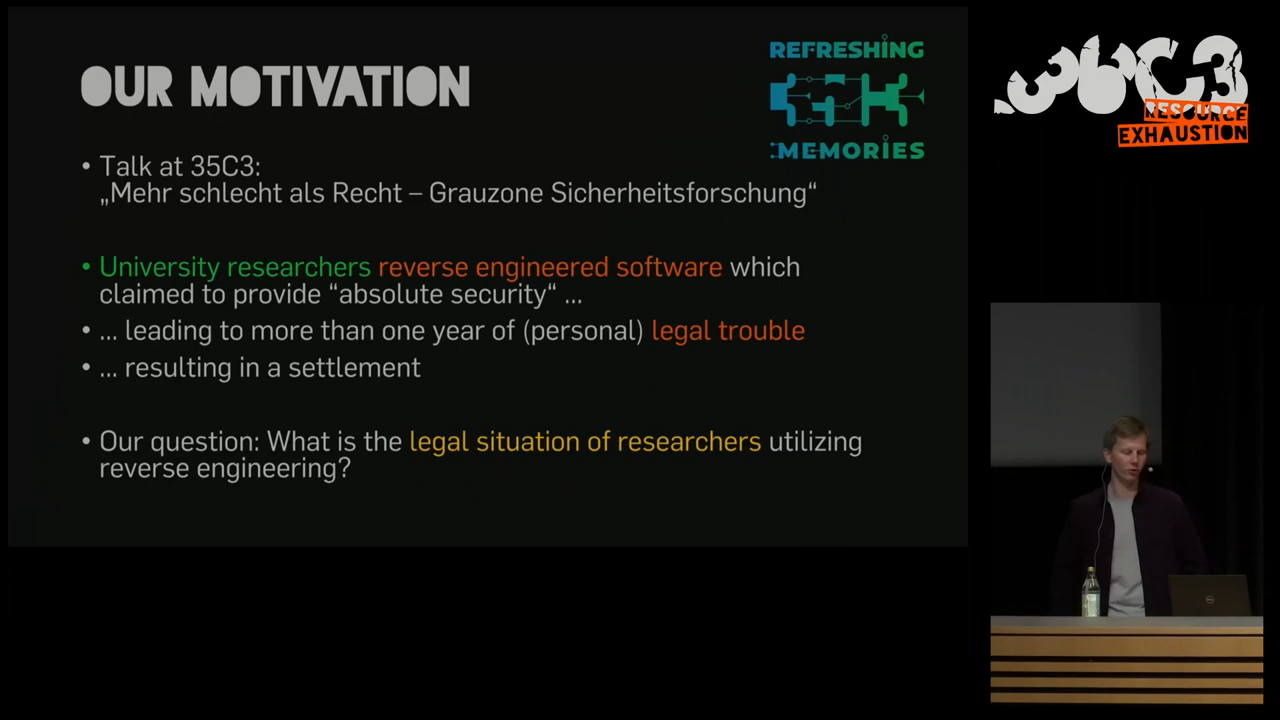 OUR MOTIVATION
REFRESHING
MEMORIES
• Talk at 35C3:
„Mehr schlecht als Recht – Grauzone Sicherheitsforschung“
• University researchers reverse engineered software which
claimed to provide “absolute security“ ...
• ... leading to more than one year of (personal) legal trouble
• ... resulting in a settlement
• Our question: What is the legal situation of researchers utilizing
reverse engineering?
35C3
RESOURCE
EXHAUSTION
DELL